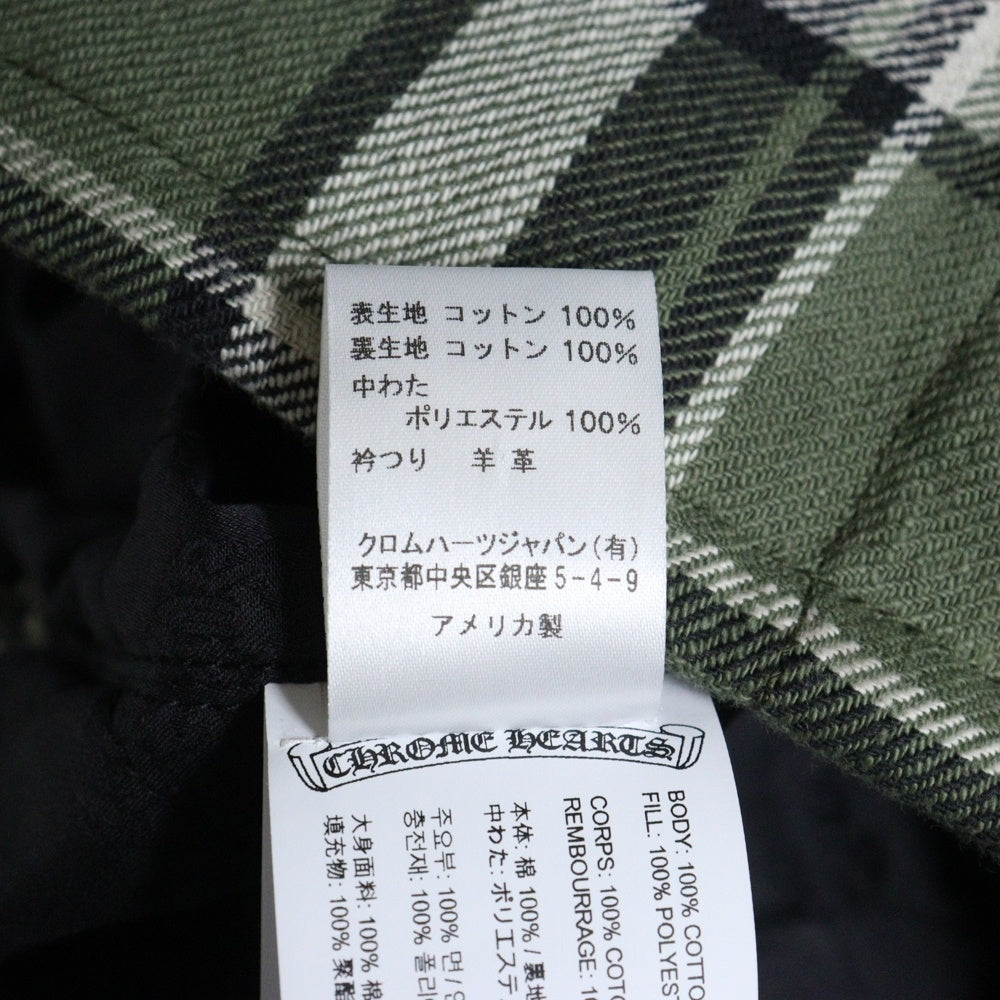 表生地 コットン 100%
裏生地 コットン 100%
中わた
ポリエステル 100%
衿つり 羊革
クロムハーツジャパン(有)
東京都中央区銀座5-4-9
アメリカ製
CHROME HEARTS
BODY: 100% COTTO
FILL: 100% POLYES
CORPS: 100% COT
REMBOURRAGE:
本体: 棉 100% / 裏地
中わた: ポリエステ
주요부: 100% 면 /
충전재: 100% 폴리
大身面料: 100% 棉
填充物: 100% 聚酯